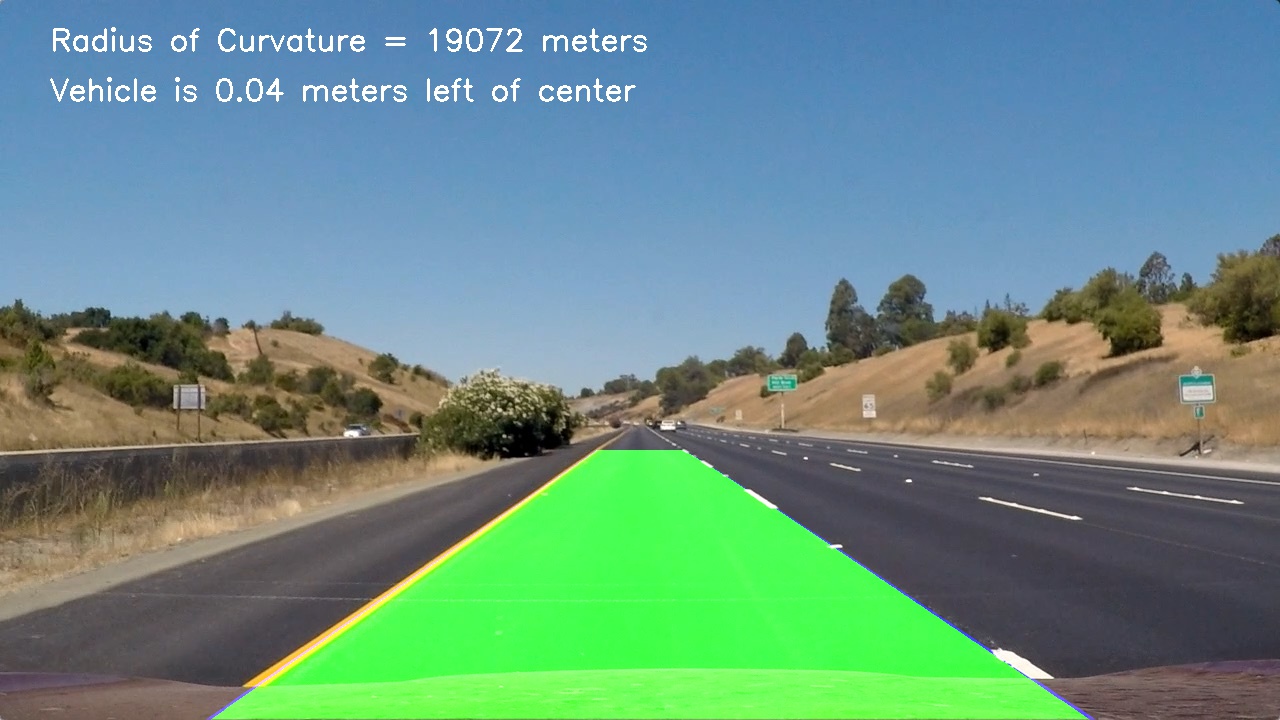 Radius of Curvature = 19072 meters
Vehicle is 0.04 meters left of center